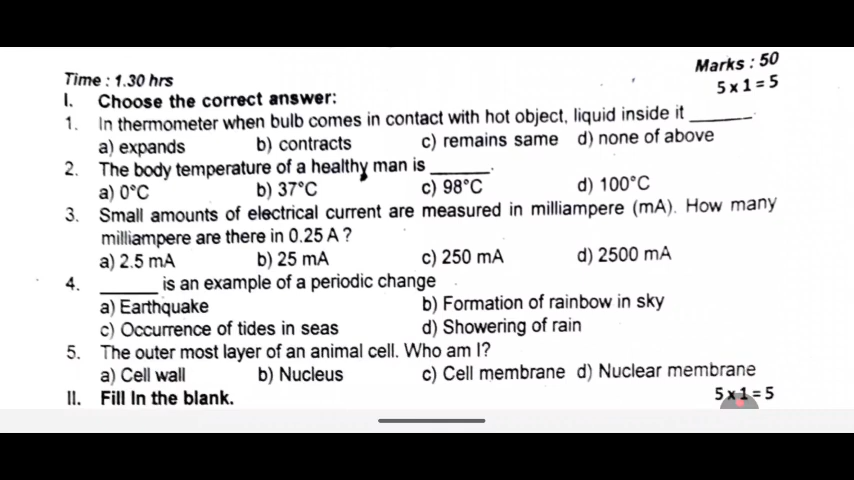 Time : 1.30 hrs
Marks : 50
I. Choose the correct answer:
5 x 1 = 5
1. In thermometer when bulb comes in contact with hot object, liquid inside it ______.
a) expands b) contracts c) remains same d) none of above
2. The body temperature of a healthy man is ______.
a) 0°C b) 37°C c) 98°C d) 100°C
3. Small amounts of electrical current are measured in milliampere (mA). How many
milliampere are there in 0.25 A ?
a) 2.5 mA b) 25 mA c) 250 mA d) 2500 mA
4. ______ is an example of a periodic change
a) Earthquake b) Formation of rainbow in sky
c) Occurrence of tides in seas d) Showering of rain
5. The outer most layer of an animal cell. Who am I?
a) Cell wall b) Nucleus c) Cell membrane d) Nuclear membrane
II. Fill In the blank. 5 x 1 = 5